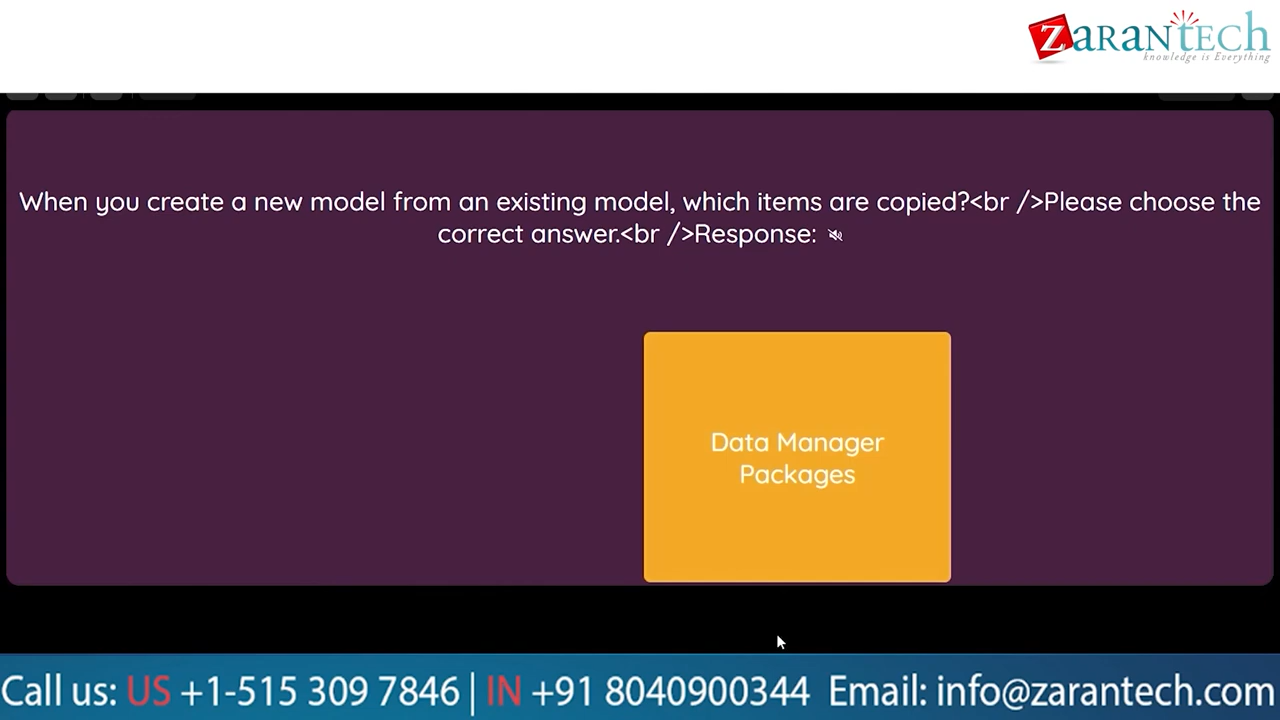 ZARANTECH
knowledge is Everything
When you create a new model from an existing model, which items are copied?<br />Please choose the
correct answer.<br />Response:
Data Manager
Packages
Call us: US +1-515 309 7846 | IN +91 8040900344 Email: info@zarantech.com